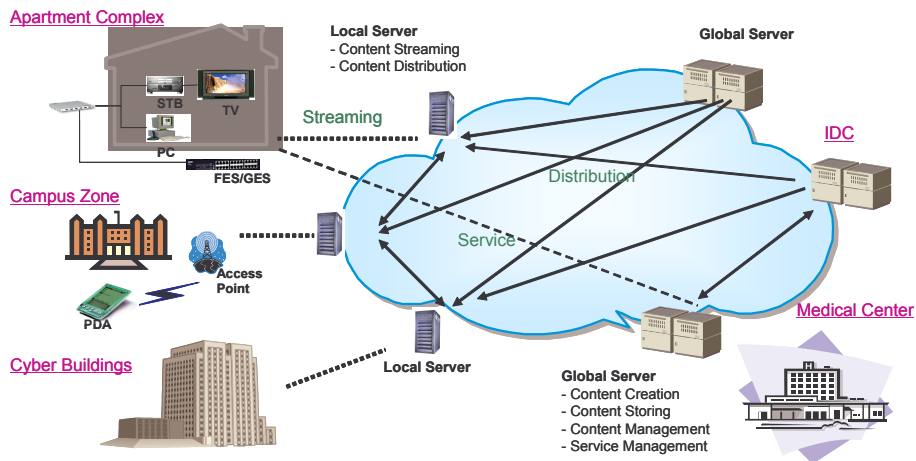 Apartment Complex
Local Server
- Content Streaming
- Content Distribution
Global Server
STB
TV
PC
Streaming
IDC
FES/GES
Distribution
Campus Zone
Service
Access
Point
PDA
Medical Center
Cyber Buildings
Local Server
Global Server
- Content Creation
- Content Storing
- Content Management
- Service Management